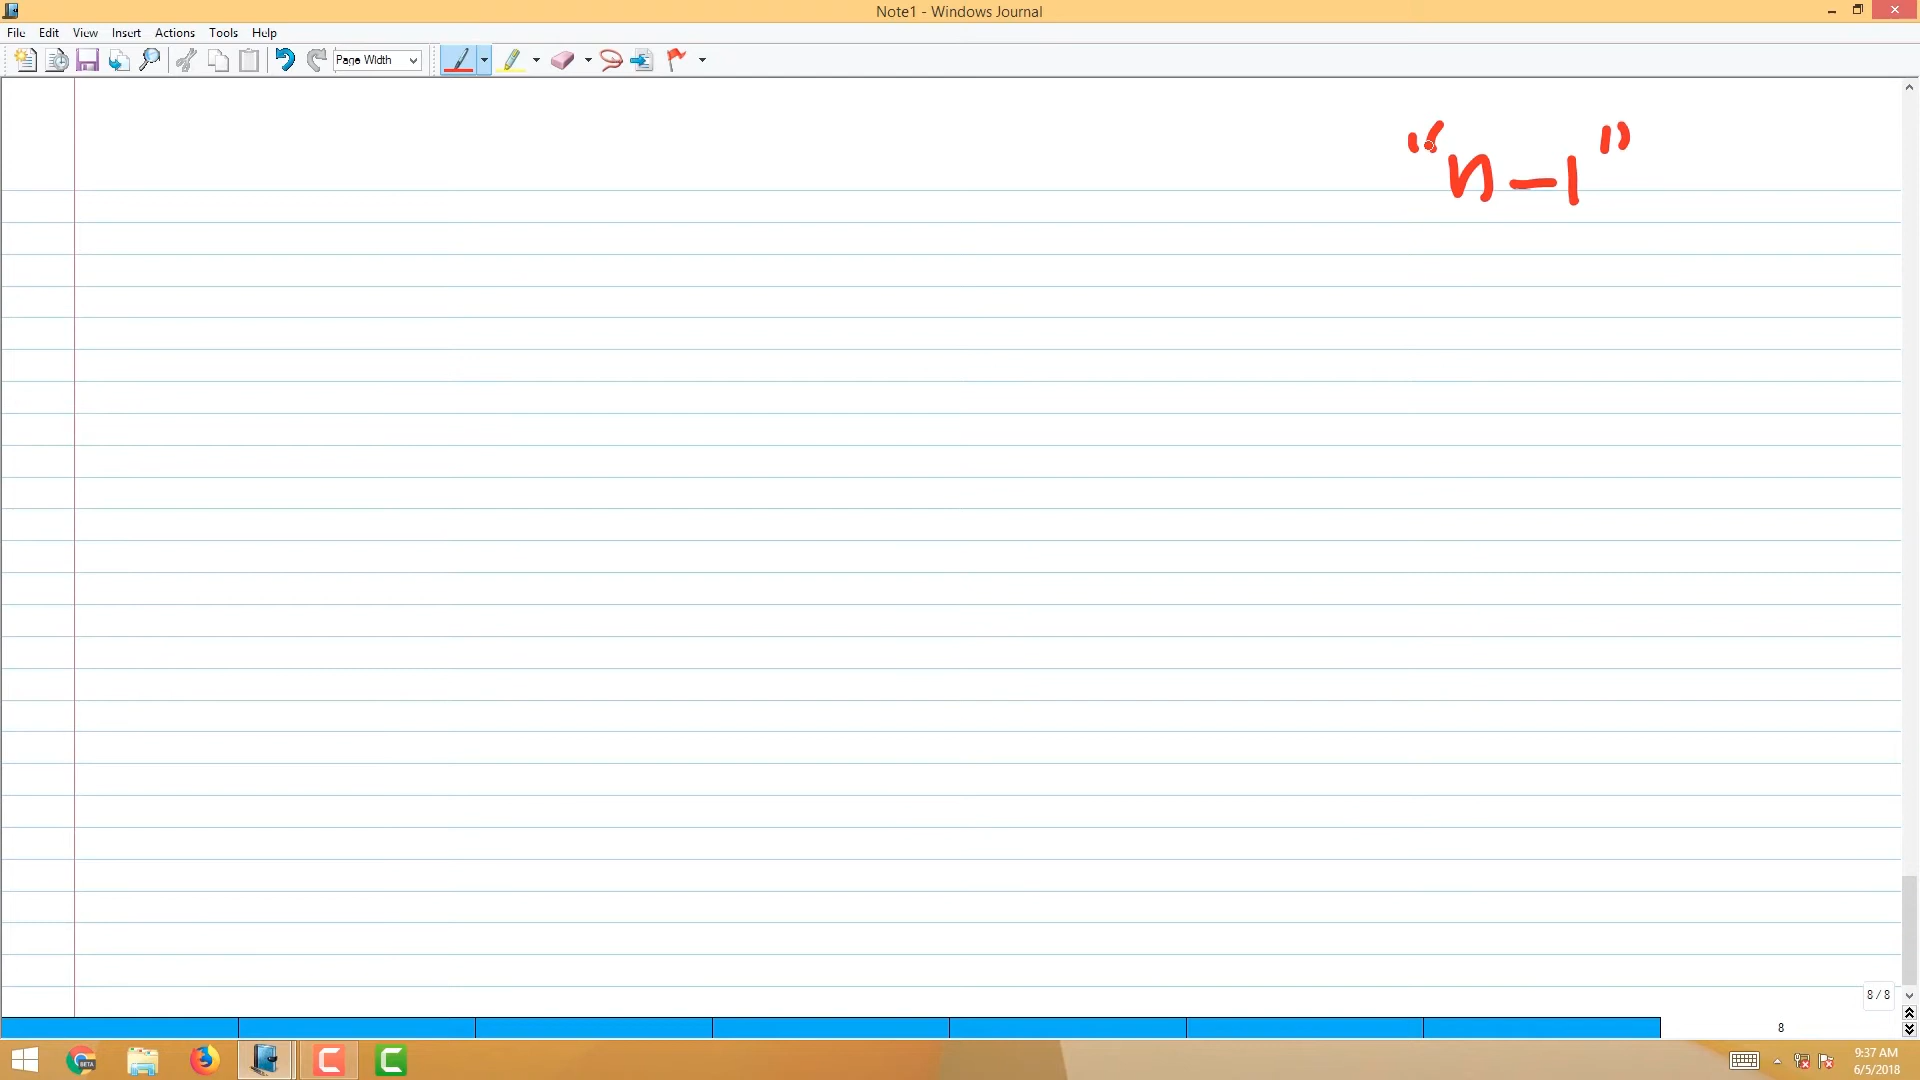 Note1 - Windows Journal
File Edit View Insert Actions Tools Help
Page Width
“n-1”
8 / 8
8
BETA
9:37 AM
6/5/2018